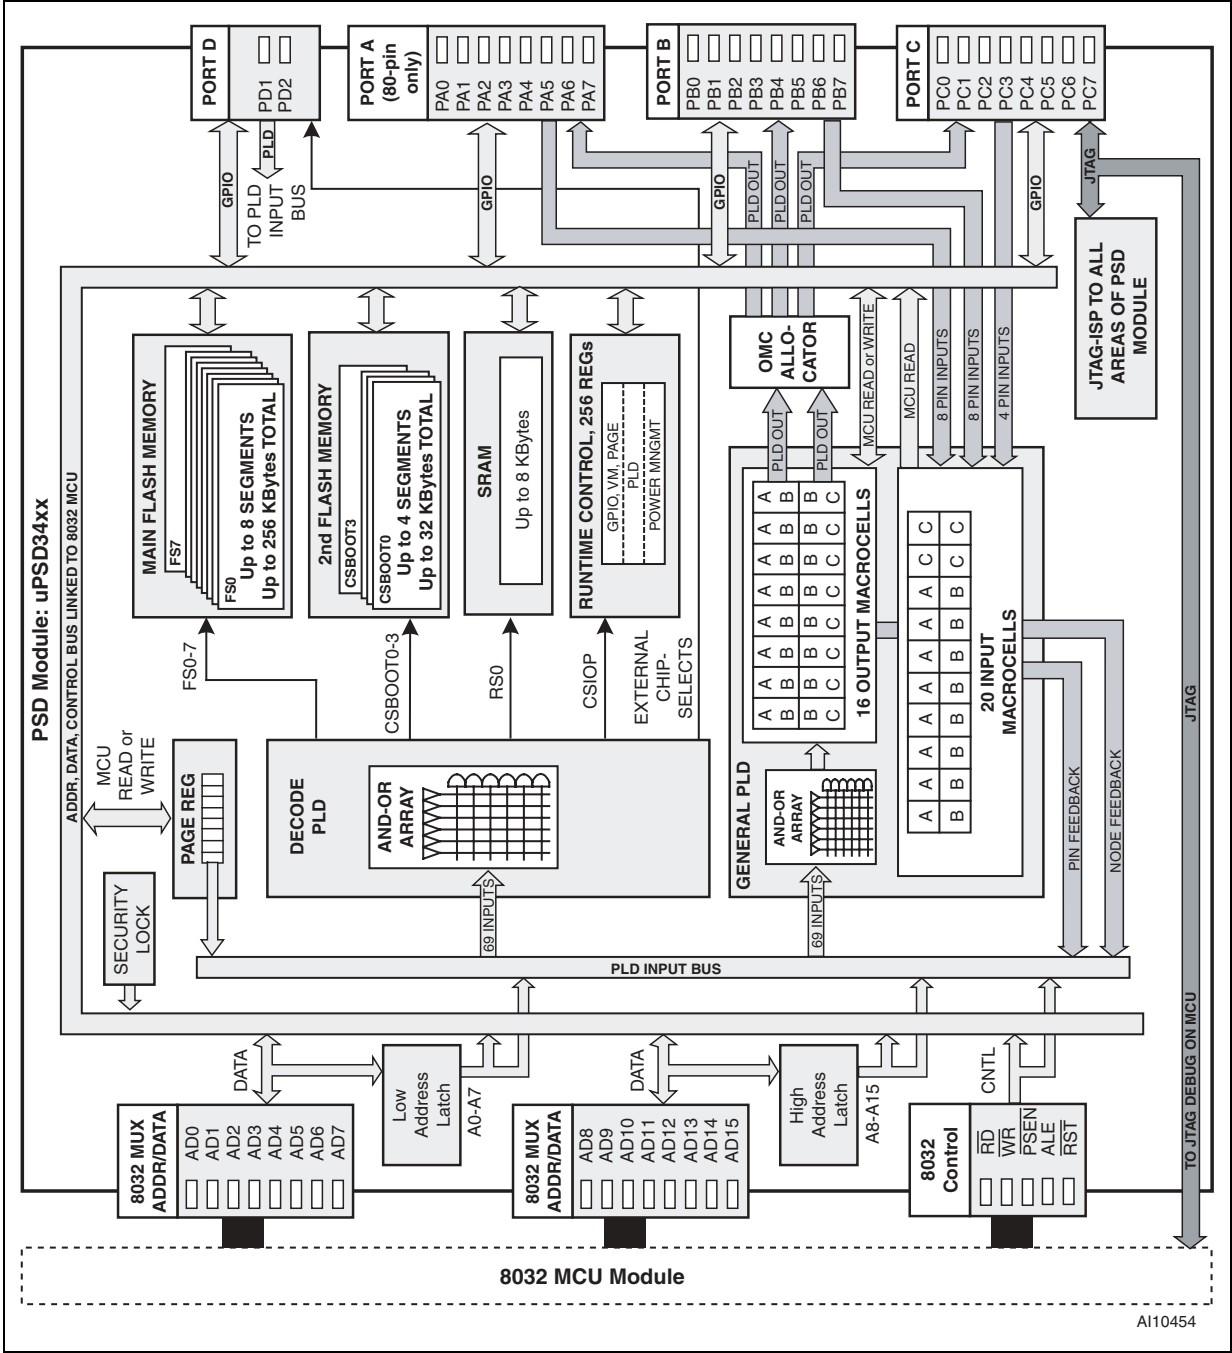 PSD Module: uPSD34xx
ADDR, DATA, CONTROL BUS LINKED TO 8032 MCU
PORT D
PD1
PD2
PORT A
(80-pin
only)
PA0
PA1
PA2
PA3
PA4
PA5
PA6
PA7
PORT B
PB0
PB1
PB2
PB3
PB4
PB5
PB6
PB7
PORT C
PC0
PC1
PC2
PC3
PC4
PC5
PC6
PC7
GPIO
PLD
TO PLD
INPUT
BUS
GPIO
GPIO
PLD OUT
PLD OUT
PLD OUT
GPIO
JTAG
JTAG-ISP TO ALL
AREAS OF PSD
MODULE
MAIN FLASH MEMORY
FS7
FS0
Up to 8 SEGMENTS
Up to 256 KBytes TOTAL
2nd FLASH MEMORY
CSBOOT3
CSBOOT0
Up to 4 SEGMENTS
Up to 32 KBytes TOTAL
SRAM
Up to 8 KBytes
RUNTIME CONTROL, 256 REGs
GPIO, VM, PAGE
PLD
POWER MNGMT
OMC
ALLO-
CATOR
PLD OUT
PLD OUT
MCU READ or WRITE
MCU READ
8 PIN INPUTS
8 PIN INPUTS
4 PIN INPUTS
FS0-7
CSBOOT0-3
RS0
CSIOP
EXTERNAL
CHIP-
SELECTS
A A A A A A A A
B B B B B B B B
B B B B B B B B
C C C C C C C C
16 OUTPUT MACROCELLS
A A A A A A A A C C
B B B B B B B B C C
20 INPUT
MACROCELLS
MCU
READ or
WRITE
PAGE REG
DECODE
PLD
AND-OR
ARRAY
GENERAL PLD
AND-OR
ARRAY
PIN FEEDBACK
NODE FEEDBACK
JTAG
SECURITY
LOCK
69 INPUTS
69 INPUTS
PLD INPUT BUS
DATA
Low
Address
Latch
A0-A7
DATA
High
Address
Latch
A8-A15
CNTL
TO JTAG DEBUG ON MCU
8032 MUX
ADDR/DATA
AD0
AD1
AD2
AD3
AD4
AD5
AD6
AD7
8032 MUX
ADDR/DATA
AD8
AD9
AD10
AD11
AD12
AD13
AD14
AD15
8032
Control
RD
WR
PSEN
ALE
RST
8032 MCU Module
AI10454